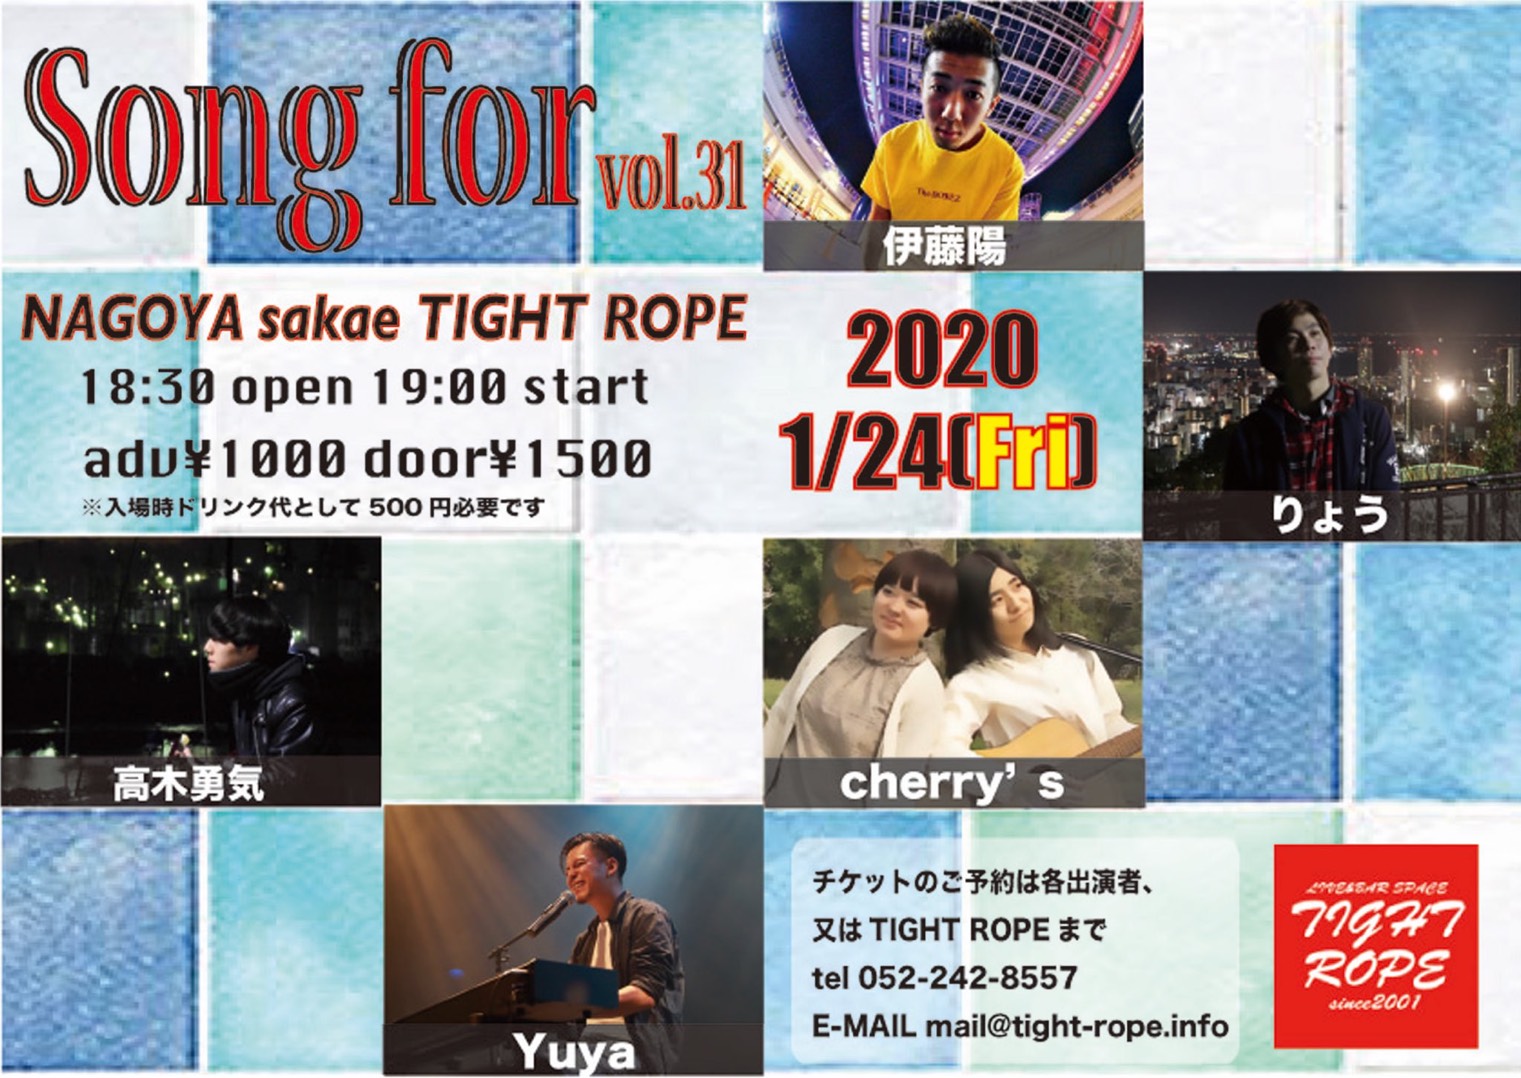 Song for vol.31
伊藤陽
NAGOYA sakae TIGHT ROPE
18:30 open 19:00 start
adv¥1000 door¥1500
※入場時ドリンク代として500円必要です
2020
1/24(Fri)
りょう
高木勇気
cherry's
Yuya
チケットのご予約は各出演者、
又はTIGHT ROPEまで
tel 052-242-8557
E-MAIL mail@tight-rope.info
LIVE&BAR SPACE
TIGHT
ROPE
since2001